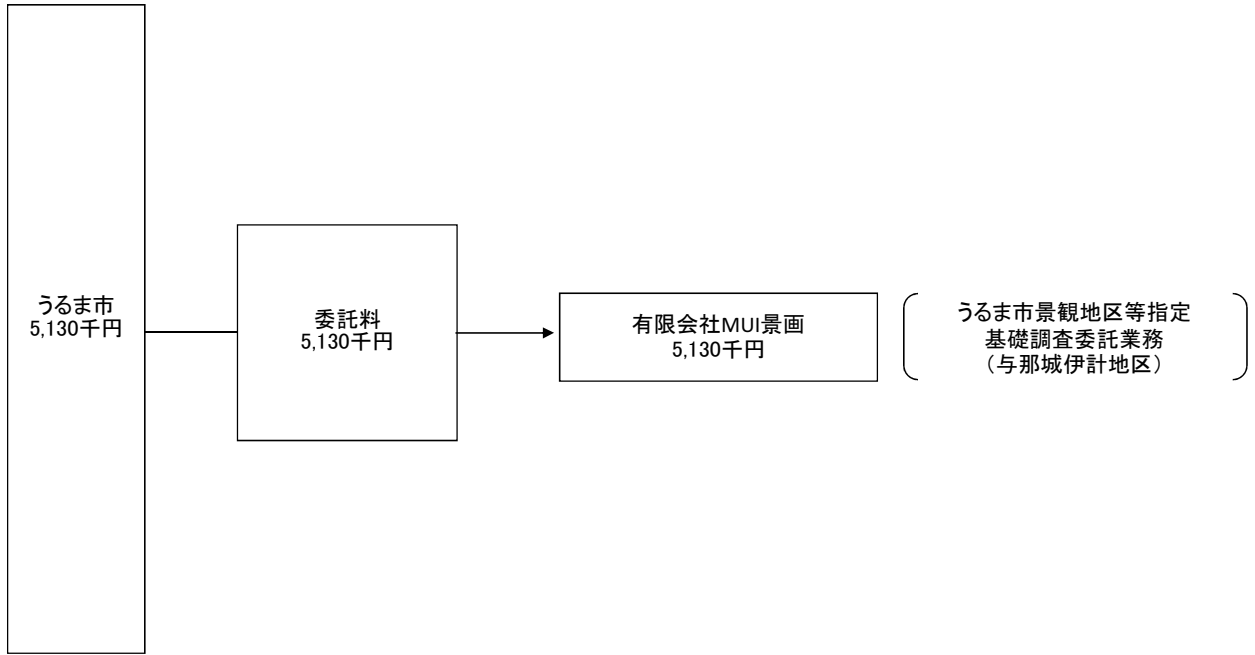 うるま市
5,130千円
委託料
5,130千円
有限会社MUI景画
5,130千円
うるま市景観地区等指定
基礎調査委託業務
（与那城伊計地区）